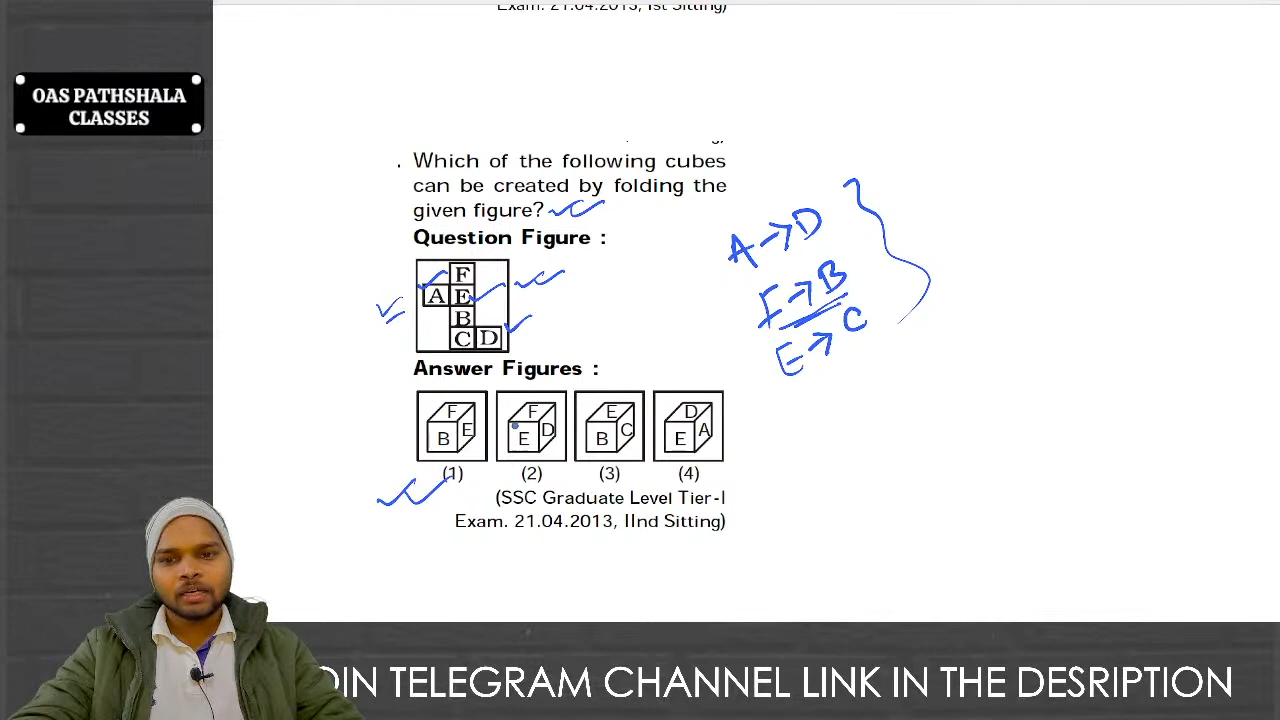 Exam. 21.04.2013, Ist Sitting)
OAS PATHSHALA
CLASSES
. Which of the following cubes
can be created by folding the
given figure?
Question Figure :
F
A E
B
C D
A → D
F → B
E → C
Answer Figures :
F B E
F E D
E B C
D E A
(1) (2) (3) (4)
(SSC Graduate Level Tier-I
Exam. 21.04.2013, IInd Sitting)
OIN TELEGRAM CHANNEL LINK IN THE DESRIPTION